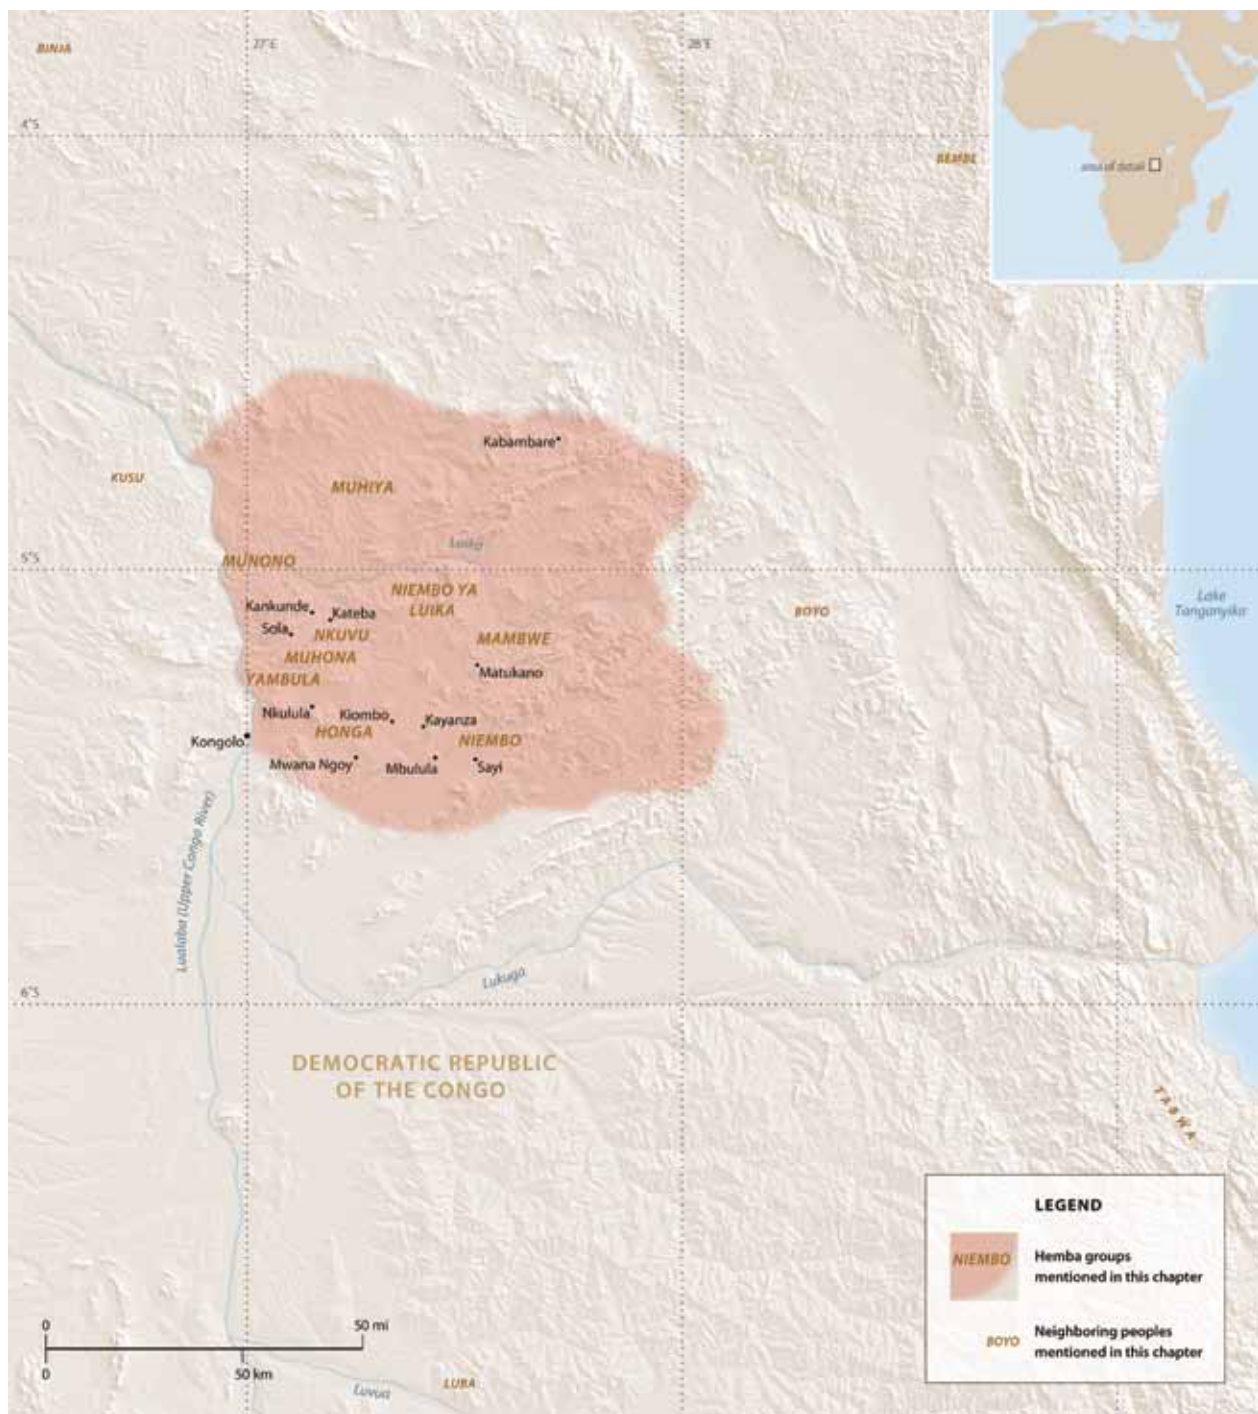 BINJA
27°E
28°E
4°S
BEMBE
area of detail
Kabambare
KUSU
MUHIYA
MUNONO
5°S
NIEMBO YA
LUIKA
Kankunde
Kateba
Sola
NKUVU
MUHONA
YAMBULA
MAMBWE
Matukano
BOYO
Lake
Tanganyika
Nkulula
Kiombo
Kayanza
HONGA
NIEMBO
Kongolo
Mwana Ngoy
Mbulula
Sayi
Lualaba (Upper Congo River)
Lukuga
6°S
DEMOCRATIC REPUBLIC
OF THE CONGO
TABWA
LEGEND
NIEMBO
Hemba groups
mentioned in this chapter
BOYO
Neighboring peoples
mentioned in this chapter
0
50 mi
0
50 km
Luvua
LUBA